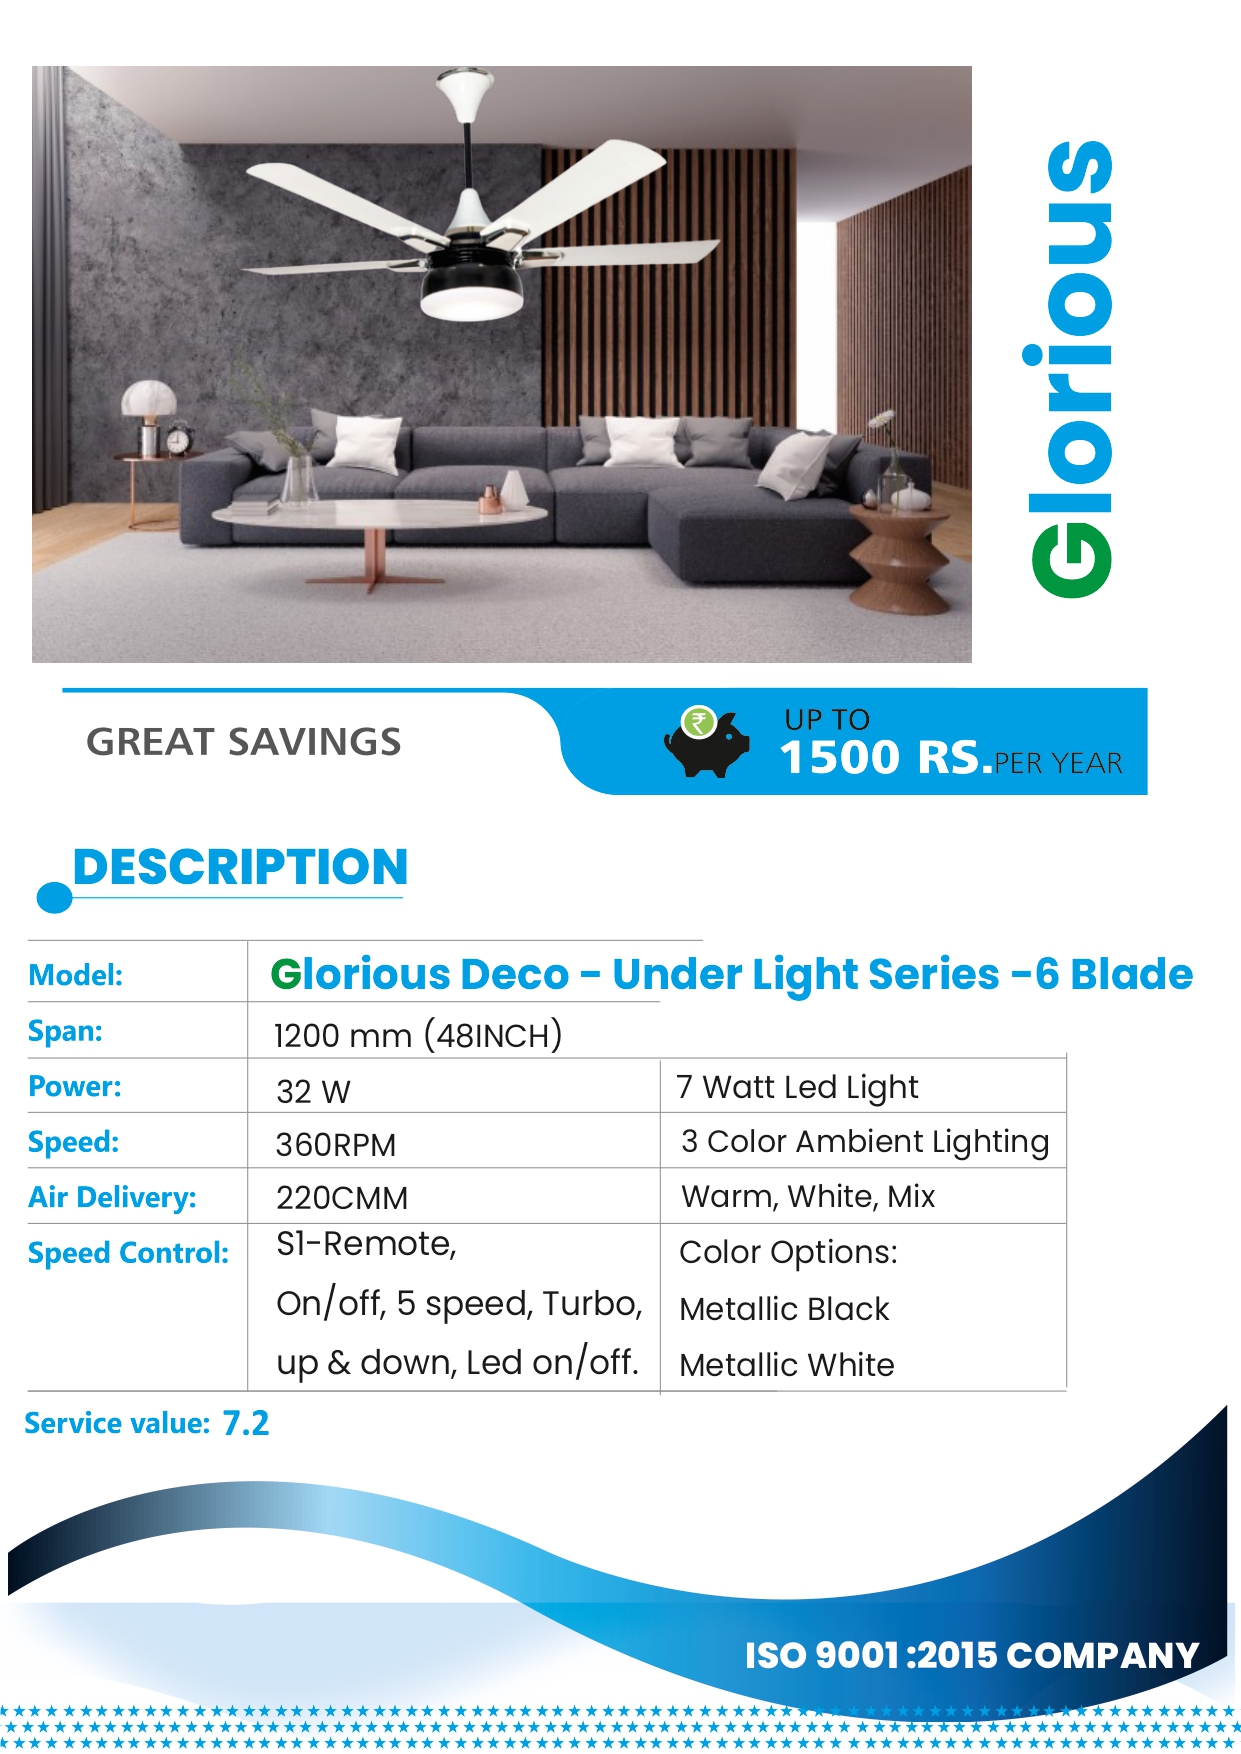 Glorious
GREAT SAVINGS
₹
UP TO
1500 RS.PER YEAR
DESCRIPTION
Model: Glorious Deco - Under Light Series -6 Blade
Span: 1200 mm (48INCH)
Power: 32 W 7 Watt Led Light
Speed: 360RPM 3 Color Ambient Lighting
Air Delivery: 220CMM Warm, White, Mix
Speed Control: S1-Remote, Color Options:
On/off, 5 speed, Turbo, Metallic Black
up & down, Led on/off. Metallic White
Service value: 7.2
ISO 9001 :2015 COMPANY